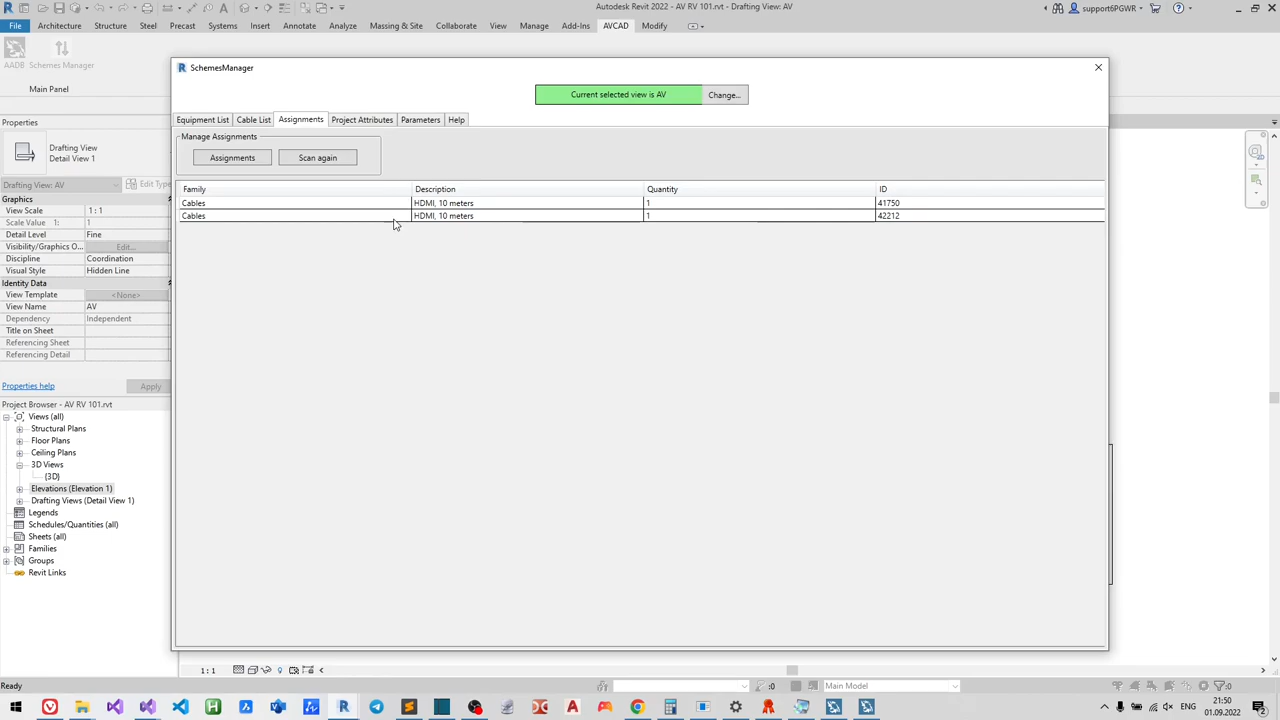 Autodesk Revit 2022 - AV RV 101.rvt - Drafting View: AV
support6PGWR
File Architecture Structure Steel Precast Systems Insert Annotate Analyze Massing & Site Collaborate View Manage Add-Ins AVCAD Modify
AADB Schemes Manager
Main Panel
SchemesManager
Current selected view is AV
Change...
Equipment List Cable List Assignments Project Attributes Parameters Help
Manage Assignments
Assignments Scan again
Family Description Quantity ID
Cables HDMI, 10 meters 1 41750
Cables HDMI, 10 meters 1 42212
Properties
Drafting View
Detail View 1
Drafting View: AV Edit Type
Graphics
View Scale 1 : 1
Scale Value 1: 1
Detail Level Fine
Visibility/Graphics O... Edit...
Discipline Coordination
Visual Style Hidden Line
Identity Data
View Template <None>
View Name AV
Dependency Independent
Title on Sheet
Referencing Sheet
Referencing Detail
Properties help Apply
Project Browser - AV RV 101.rvt
Views (all)
Structural Plans
Floor Plans
Ceiling Plans
3D Views
{3D}
Elevations (Elevation 1)
Drafting Views (Detail View 1)
Legends
Schedules/Quantities (all)
Sheets (all)
Families
Groups
Revit Links
1 : 1
Ready
:0
Main Model
:0
ENG
21:50
01.09.2022